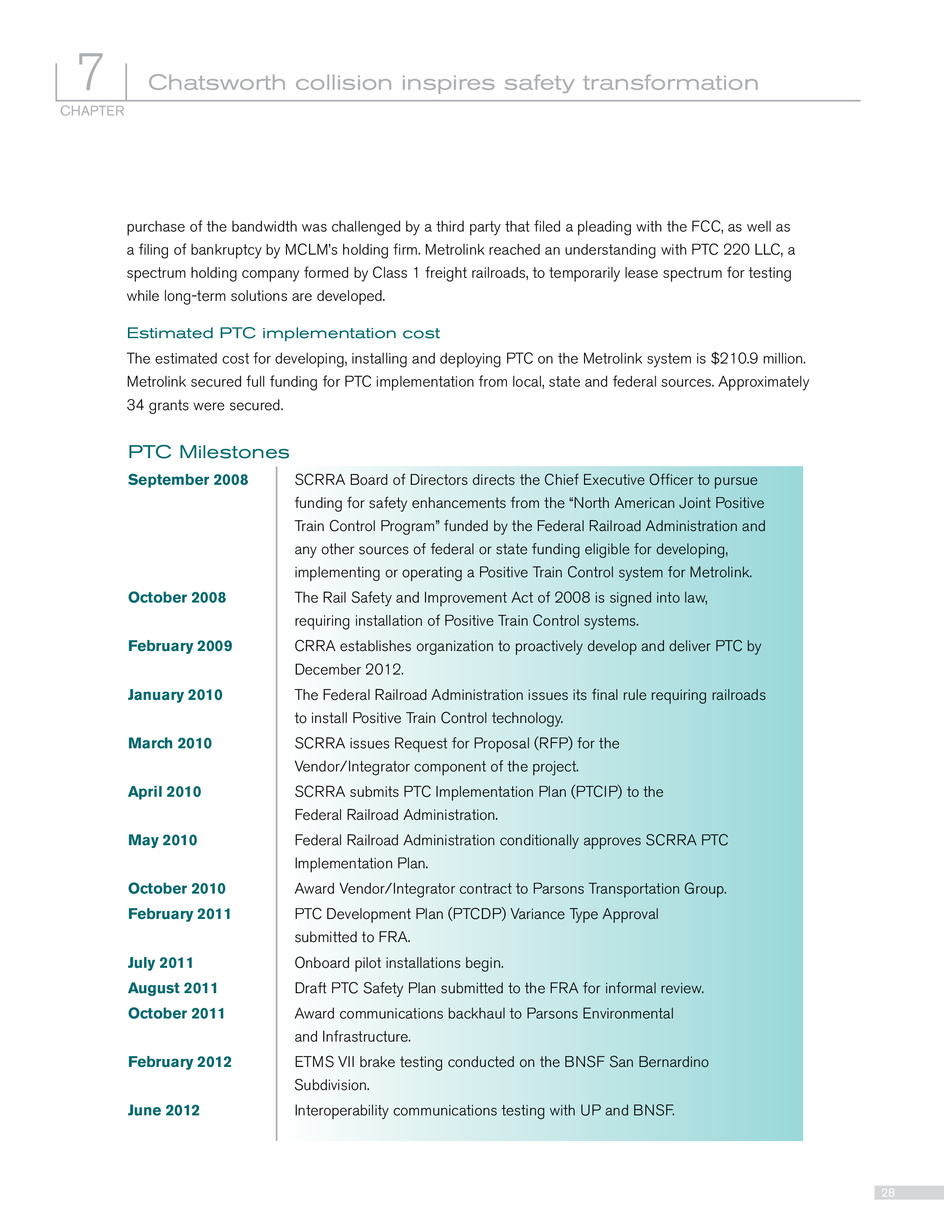 7
CHAPTER
Chatsworth collision inspires safety transformation
purchase of the bandwidth was challenged by a third party that filed a pleading with the FCC, as well as
a filing of bankruptcy by MCLM's holding firm. Metrolink reached an understanding with PTC 220 LLC, a
spectrum holding company formed by Class 1 freight railroads, to temporarily lease spectrum for testing
while long-term solutions are developed.
Estimated PTC implementation cost
The estimated cost for developing, installing and deploying PTC on the Metrolink system is $210.9 million.
Metrolink secured full funding for PTC implementation from local, state and federal sources. Approximately
34 grants were secured.
PTC Milestones
September 2008 SCRRA Board of Directors directs the Chief Executive Officer to pursue
funding for safety enhancements from the “North American Joint Positive
Train Control Program” funded by the Federal Railroad Administration and
any other sources of federal or state funding eligible for developing,
implementing or operating a Positive Train Control system for Metrolink.
October 2008 The Rail Safety and Improvement Act of 2008 is signed into law,
requiring installation of Positive Train Control systems.
February 2009 CRRA establishes organization to proactively develop and deliver PTC by
December 2012.
January 2010 The Federal Railroad Administration issues its final rule requiring railroads
to install Positive Train Control technology.
March 2010 SCRRA issues Request for Proposal (RFP) for the
Vendor/Integrator component of the project.
April 2010 SCRRA submits PTC Implementation Plan (PTCIP) to the
Federal Railroad Administration.
May 2010 Federal Railroad Administration conditionally approves SCRRA PTC
Implementation Plan.
October 2010 Award Vendor/Integrator contract to Parsons Transportation Group.
February 2011 PTC Development Plan (PTCDP) Variance Type Approval
submitted to FRA.
July 2011 Onboard pilot installations begin.
August 2011 Draft PTC Safety Plan submitted to the FRA for informal review.
October 2011 Award communications backhaul to Parsons Environmental
and Infrastructure.
February 2012 ETMS VII brake testing conducted on the BNSF San Bernardino
Subdivision.
June 2012 Interoperability communications testing with UP and BNSF.
28